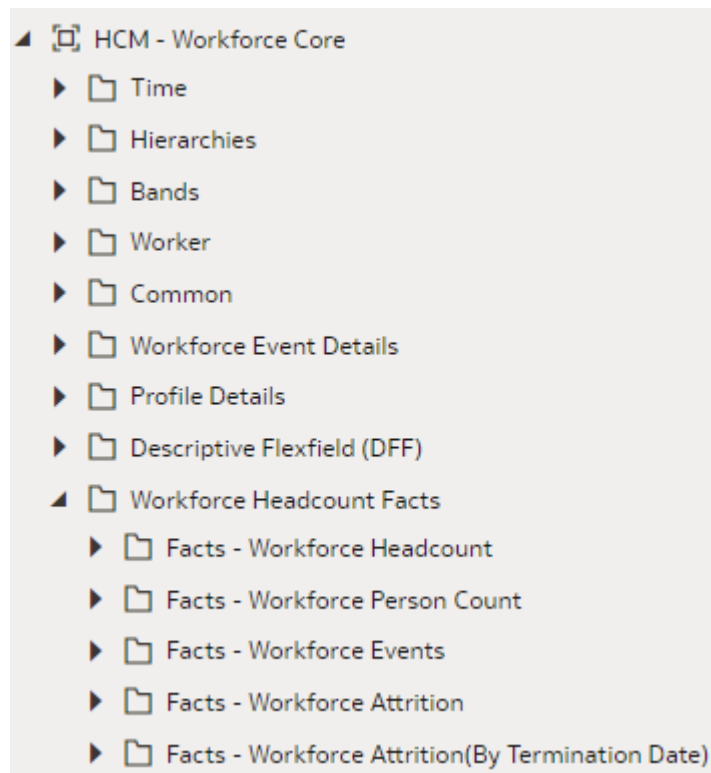 HCM - Workforce Core
Time
Hierarchies
Bands
Worker
Common
Workforce Event Details
Profile Details
Descriptive Flexfield (DFF)
Workforce Headcount Facts
Facts - Workforce Headcount
Facts - Workforce Person Count
Facts - Workforce Events
Facts - Workforce Attrition
Facts - Workforce Attrition(By Termination Date)